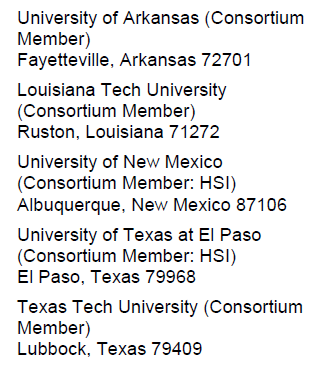 University of Arkansas (Consortium
Member)
Fayetteville, Arkansas 72701
Louisiana Tech University
(Consortium Member)
Ruston, Louisiana 71272
University of New Mexico
(Consortium Member: HSI)
Albuquerque, New Mexico 87106
University of Texas at El Paso
(Consortium Member: HSI)
El Paso, Texas 79968
Texas Tech University (Consortium
Member)
Lubbock, Texas 79409